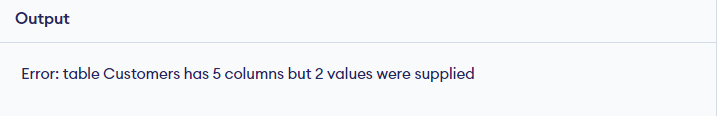 Output
Error: table Customers has 5 columns but 2 values were supplied